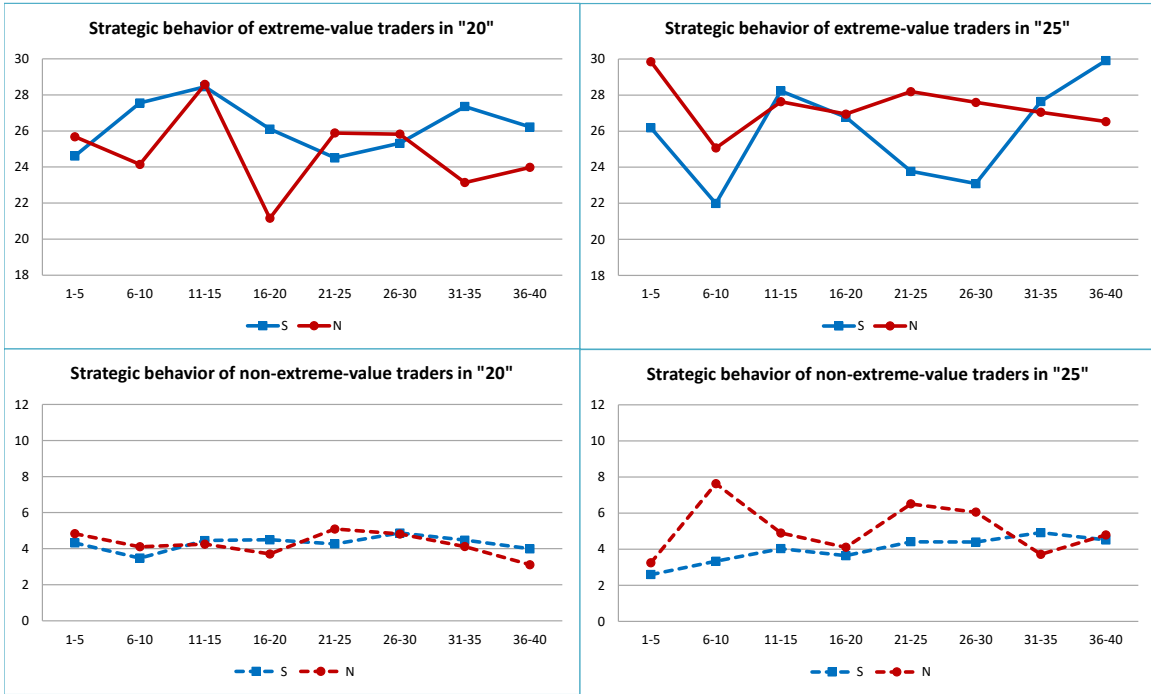 Strategic behavior of extreme-value traders in "20"
30
28
26
24
22
20
18
1-5 6-10 11-15 16-20 21-25 26-30 31-35 36-40
S N
Strategic behavior of extreme-value traders in "25"
30
28
26
24
22
20
18
1-5 6-10 11-15 16-20 21-25 26-30 31-35 36-40
S N
Strategic behavior of non-extreme-value traders in "20"
12
10
8
6
4
2
0
1-5 6-10 11-15 16-20 21-25 26-30 31-35 36-40
S N
Strategic behavior of non-extreme-value traders in "25"
12
10
8
6
4
2
0
1-5 6-10 11-15 16-20 21-25 26-30 31-35 36-40
S N